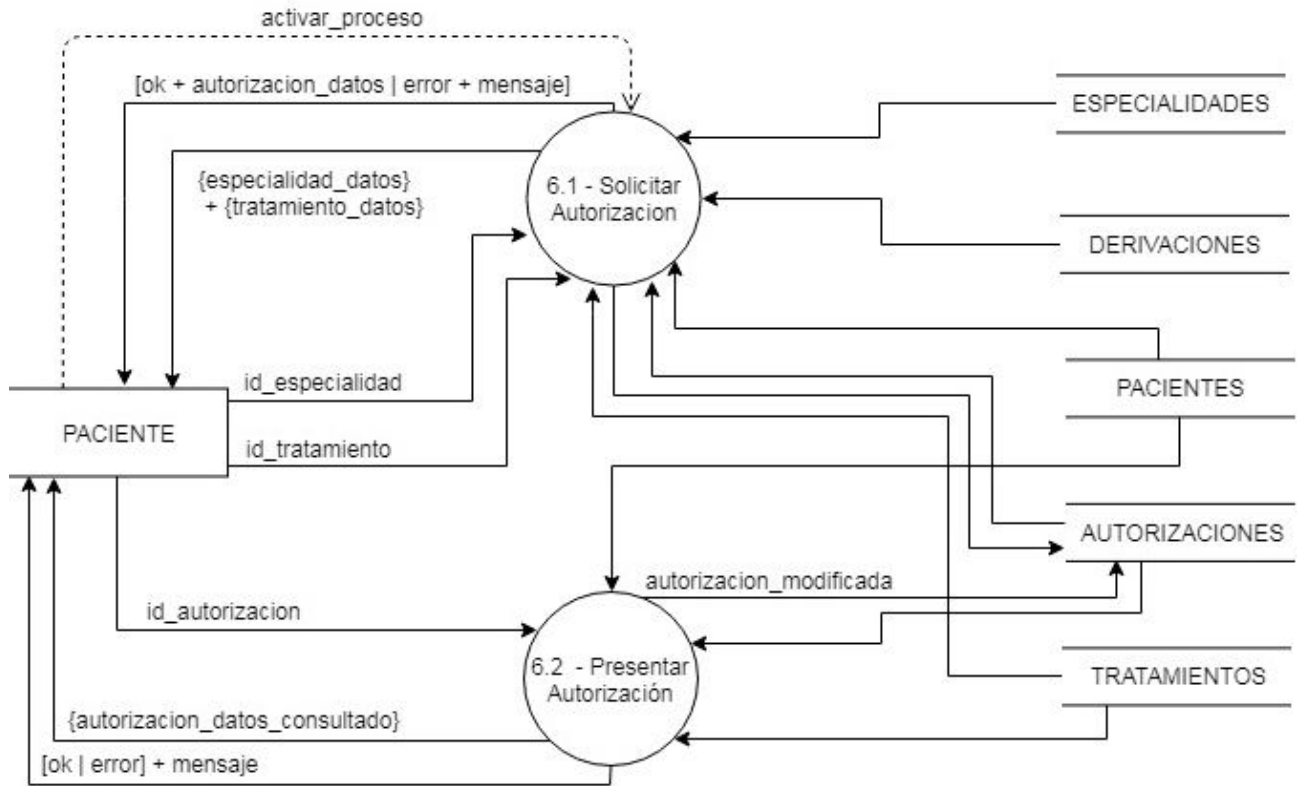 activar_proceso
[ok + autorizacion_datos | error + mensaje]
ESPECIALIDADES
{especialidad_datos}
+ {tratamiento_datos}
6.1 - Solicitar
Autorizacion
DERIVACIONES
id_especialidad
PACIENTES
PACIENTE
id_tratamiento
AUTORIZACIONES
autorizacion_modificada
id_autorizacion
6.2 - Presentar
Autorización
TRATAMIENTOS
{autorizacion_datos_consultado}
[ok | error] + mensaje